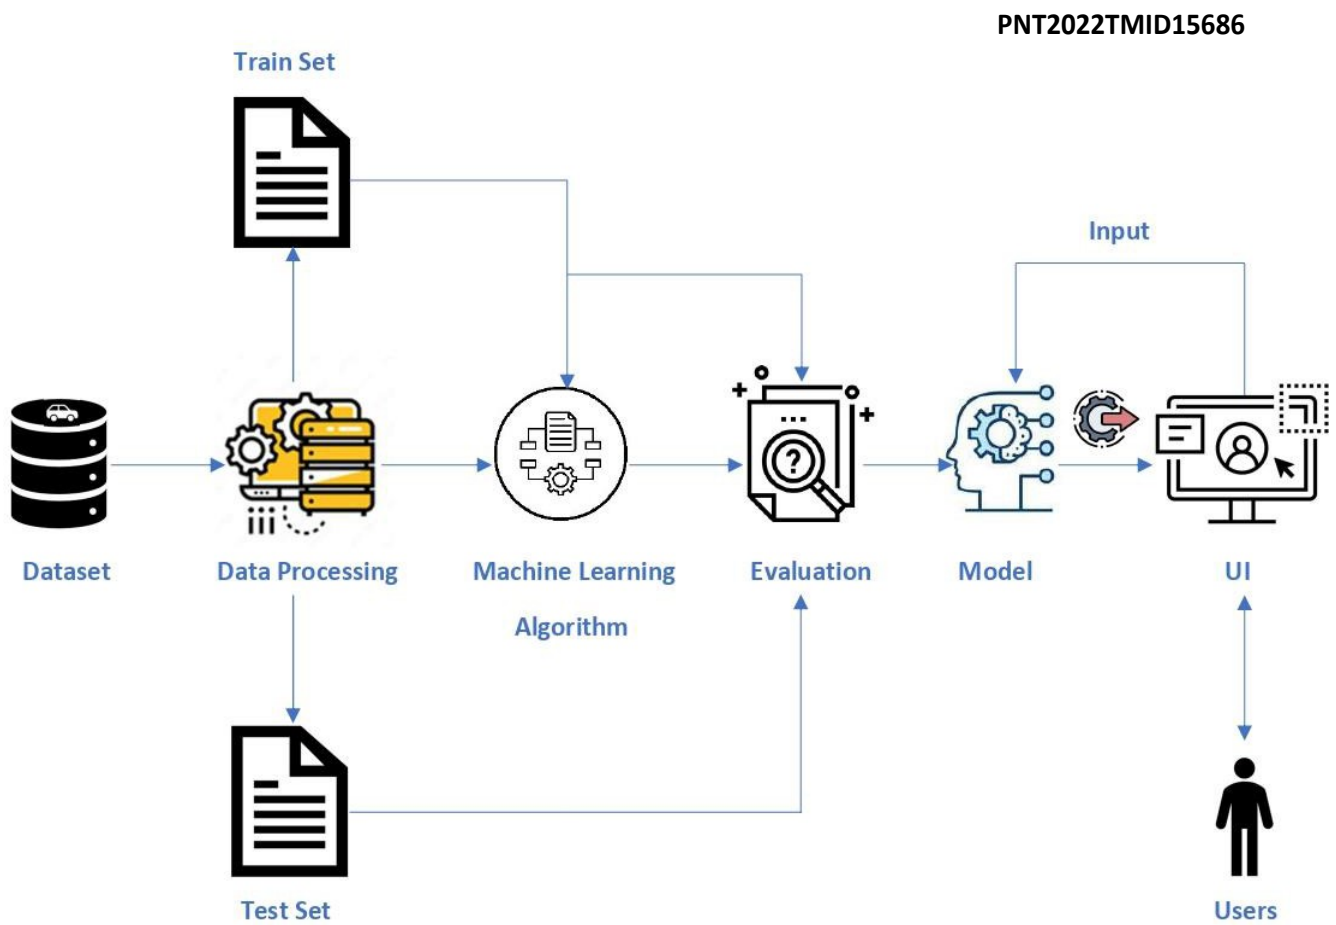 PNT2022TMID15686
Train Set
Input
Dataset
Data Processing
Machine Learning
Algorithm
Evaluation
Model
UI
Test Set
Users